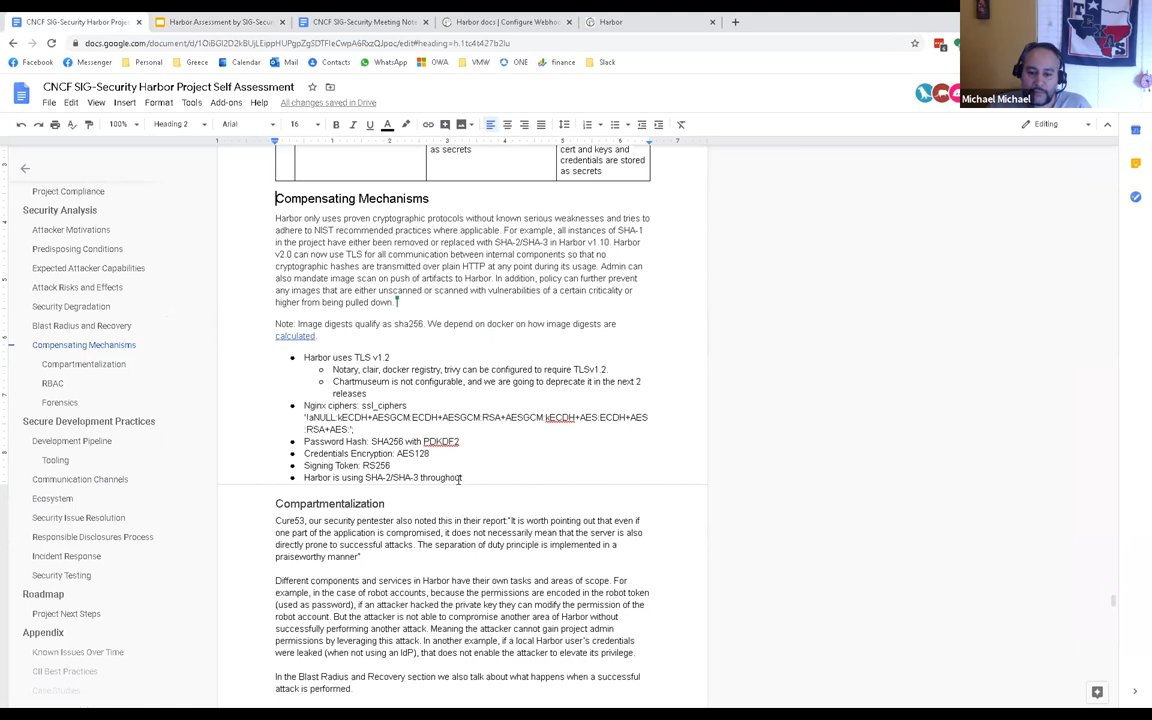 CNCF SIG-Security Harbor Proje
Harbor Assessment by SIG-Secur
CNCF SIG-Security Meeting Note
Harbor docs | Configure Webhoo
Harbor
docs.google.com/document/d/1OiBGI2D2kBUjLEippHUPgpZgSDTFleCwpA6RxzQJpoc/edit#heading=h.1tc4t427b2lu
Facebook
Messenger
Personal
Greece
Calendar
Mail
Contacts
WhatsApp
OWA
VMW
ONE
finance
Slack
Michael Michael
CNCF SIG-Security Harbor Project Self Assessment
File Edit View Insert Format Tools Add-ons Help All changes saved in Drive
100% Heading 2 Arial 16 Editing
as secrets
cert and keys and
credentials are stored
as secrets
Project Compliance
Security Analysis
Attacker Motivations
Predisposing Conditions
Expected Attacker Capabilities
Attack Risks and Effects
Security Degradation
Blast Radius and Recovery
Compensating Mechanisms
Compartmentalization
RBAC
Forensics
Secure Development Practices
Development Pipeline
Tooling
Communication Channels
Ecosystem
Security Issue Resolution
Responsible Disclosures Process
Incident Response
Security Testing
Roadmap
Project Next Steps
Appendix
Known Issues Over Time
CII Best Practices
Case Studies
Compensating Mechanisms
Harbor only uses proven cryptographic protocols without known serious weaknesses and tries to
adhere to NIST recommended practices where applicable. For example, all instances of SHA-1
in the project have either been removed or replaced with SHA-2/SHA-3 in Harbor v1.10. Harbor
v2.0 can now use TLS for all communication between internal components so that no
cryptographic hashes are transmitted over plain HTTP at any point during its usage. Admin can
also mandate image scan on push of artifacts to Harbor. In addition, policy can further prevent
any images that are either unscanned or scanned with vulnerabilities of a certain criticality or
higher from being pulled down.
Note: Image digests qualify as sha256. We depend on docker on how image digests are
calculated.
● Harbor uses TLS v1.2
○ Notary, clair, docker registry, trivy can be configured to require TLSv1.2.
○ Chartmuseum is not configurable, and we are going to deprecate it in the next 2
releases
● Nginx ciphers: ssl_ciphers
'!aNULL:kECDH+AESGCM:ECDH+AESGCM:RSA+AESGCM:kECDH+AES:ECDH+AES
:RSA+AES:';
● Password Hash: SHA256 with PDKDF2
● Credentials Encryption: AES128
● Signing Token: RS256
● Harbor is using SHA-2/SHA-3 throughout
Compartmentalization
Cure53, our security pentester also noted this in their report:"It is worth pointing out that even if
one part of the application is compromised, it does not necessarily mean that the server is also
directly prone to successful attacks. The separation of duty principle is implemented in a
praiseworthy manner"
Different components and services in Harbor have their own tasks and areas of scope. For
example, in the case of robot accounts, because the permissions are encoded in the robot token
(used as password), if an attacker hacked the private key they can modify the permission of the
robot account. But the attacker is not able to compromise another area of Harbor without
successfully performing another attack. Meaning the attacker cannot gain project admin
permissions by leveraging this attack. In another example, if a local Harbor user's credentials
were leaked (when not using an IdP), that does not enable the attacker to elevate its privilege.
In the Blast Radius and Recovery section we also talk about what happens when a successful
attack is performed.